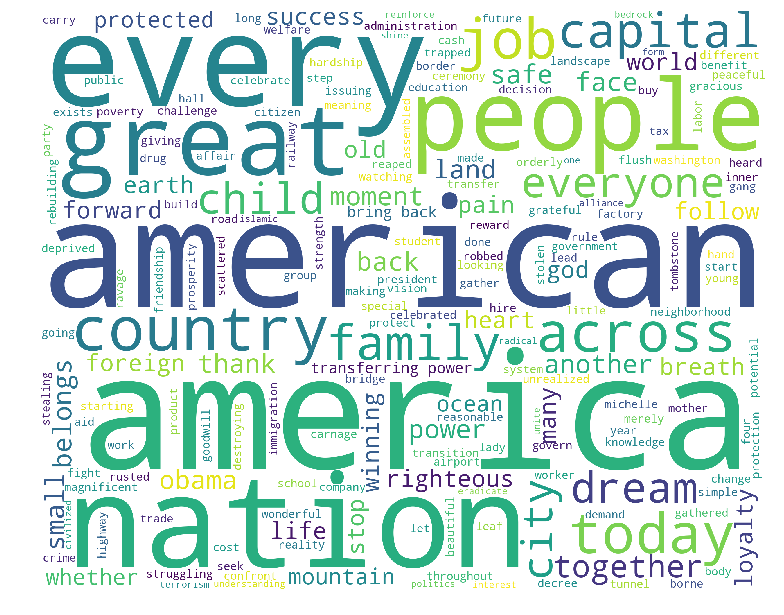 carry protected long success reinforce future bedrock
every administration cash job capital
welfare shine trapped form different
hardship ceremony landscape world
public celebrate step border safe face benefit peaceful
issuing education decision buy gracious
great hall meaning citizen assembled people labor
exists poverty challenge tax
party giving railway old orderly one flush washington heard
drug affair watching made land everyone inner
rebuilding earth child moment reaped transfer pain gang
forward build road islamic bring back grateful alliance factory follow
strength student reward done rule
deprived friendship scattered back looking robbed stolen government hand
american group president gather god lead tombstone start
ravage prosperity making vision young
going special little neighborhood
country protect celebrated hire heart across
family radical system
foreign thank transferring power another breath potential
stealing belongs bridge unrealized
starting product immigration winning ocean many michelle mother
america reasonable unite merely
aid goodwill destroying carnage power govern year four
work lady knowledge protection
small fight rusted transition airport
magnificent obama school company righteous worker change
civilized wonderful eradicate dream simple
nation crime highway trade life stop let beautiful leaf city demand gathered loyalty
cost reality today
whether struggling seek mountain throughout together body
terrorism understanding confront politics interest decree tunnel borne